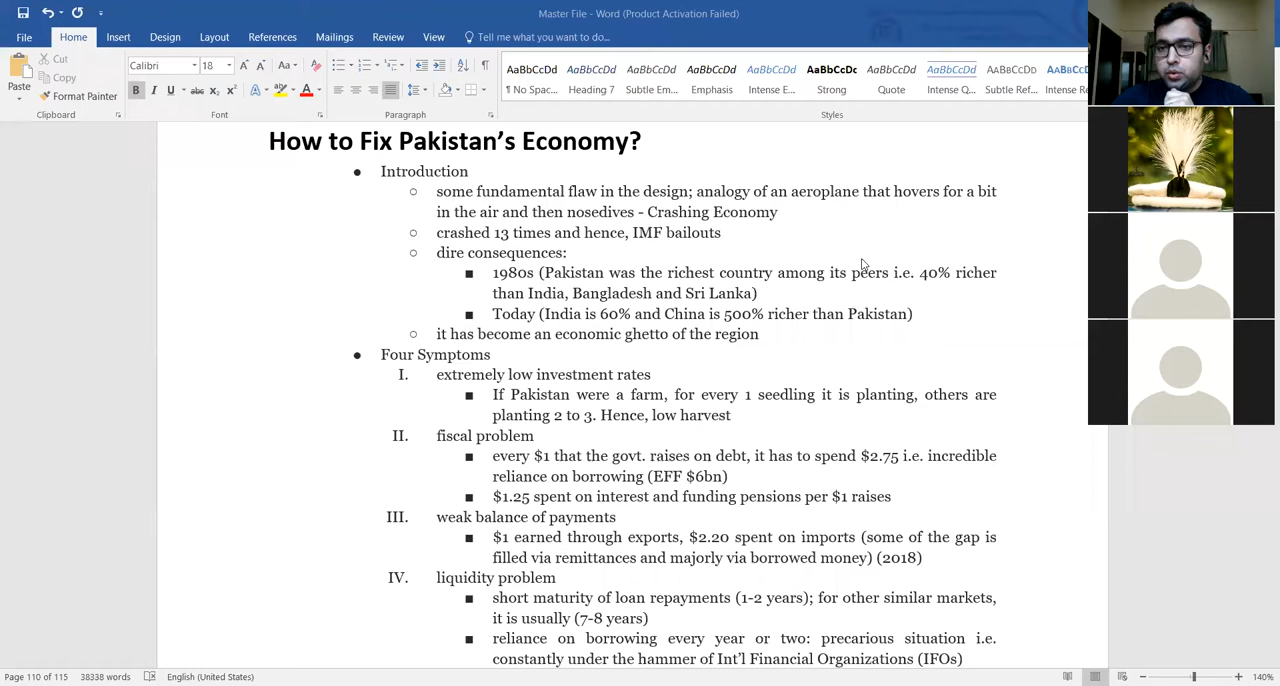 Master File - Word (Product Activation Failed)
File Home Insert Design Layout References Mailings Review View Tell me what you want to do...
Cut
Copy
Format Painter
Paste
Clipboard
Calibri 18
Font
Paragraph
AaBbCcDd AaBbCcDd AaBbCcDd AaBbCcDd AaBbCcDd AaBbCcDc AaBbCcDd AaBbCcDd AABBCCDD AABBC
¶ No Spac... Heading 7 Subtle Em... Emphasis Intense E... Strong Quote Intense Q... Subtle Ref... Intense Re
Styles
How to Fix Pakistan's Economy?
● Introduction
○ some fundamental flaw in the design; analogy of an aeroplane that hovers for a bit
in the air and then nosedives - Crashing Economy
○ crashed 13 times and hence, IMF bailouts
○ dire consequences:
■ 1980s (Pakistan was the richest country among its peers i.e. 40% richer
than India, Bangladesh and Sri Lanka)
■ Today (India is 60% and China is 500% richer than Pakistan)
○ it has become an economic ghetto of the region
● Four Symptoms
I. extremely low investment rates
■ If Pakistan were a farm, for every 1 seedling it is planting, others are
planting 2 to 3. Hence, low harvest
II. fiscal problem
■ every $1 that the govt. raises on debt, it has to spend $2.75 i.e. incredible
reliance on borrowing (EFF $6bn)
■ $1.25 spent on interest and funding pensions per $1 raises
III. weak balance of payments
■ $1 earned through exports, $2.20 spent on imports (some of the gap is
filled via remittances and majorly via borrowed money) (2018)
IV. liquidity problem
■ short maturity of loan repayments (1-2 years); for other similar markets,
it is usually (7-8 years)
■ reliance on borrowing every year or two: precarious situation i.e.
constantly under the hammer of Int'l Financial Organizations (IFOs)
Page 110 of 115 38338 words English (United States) 140%